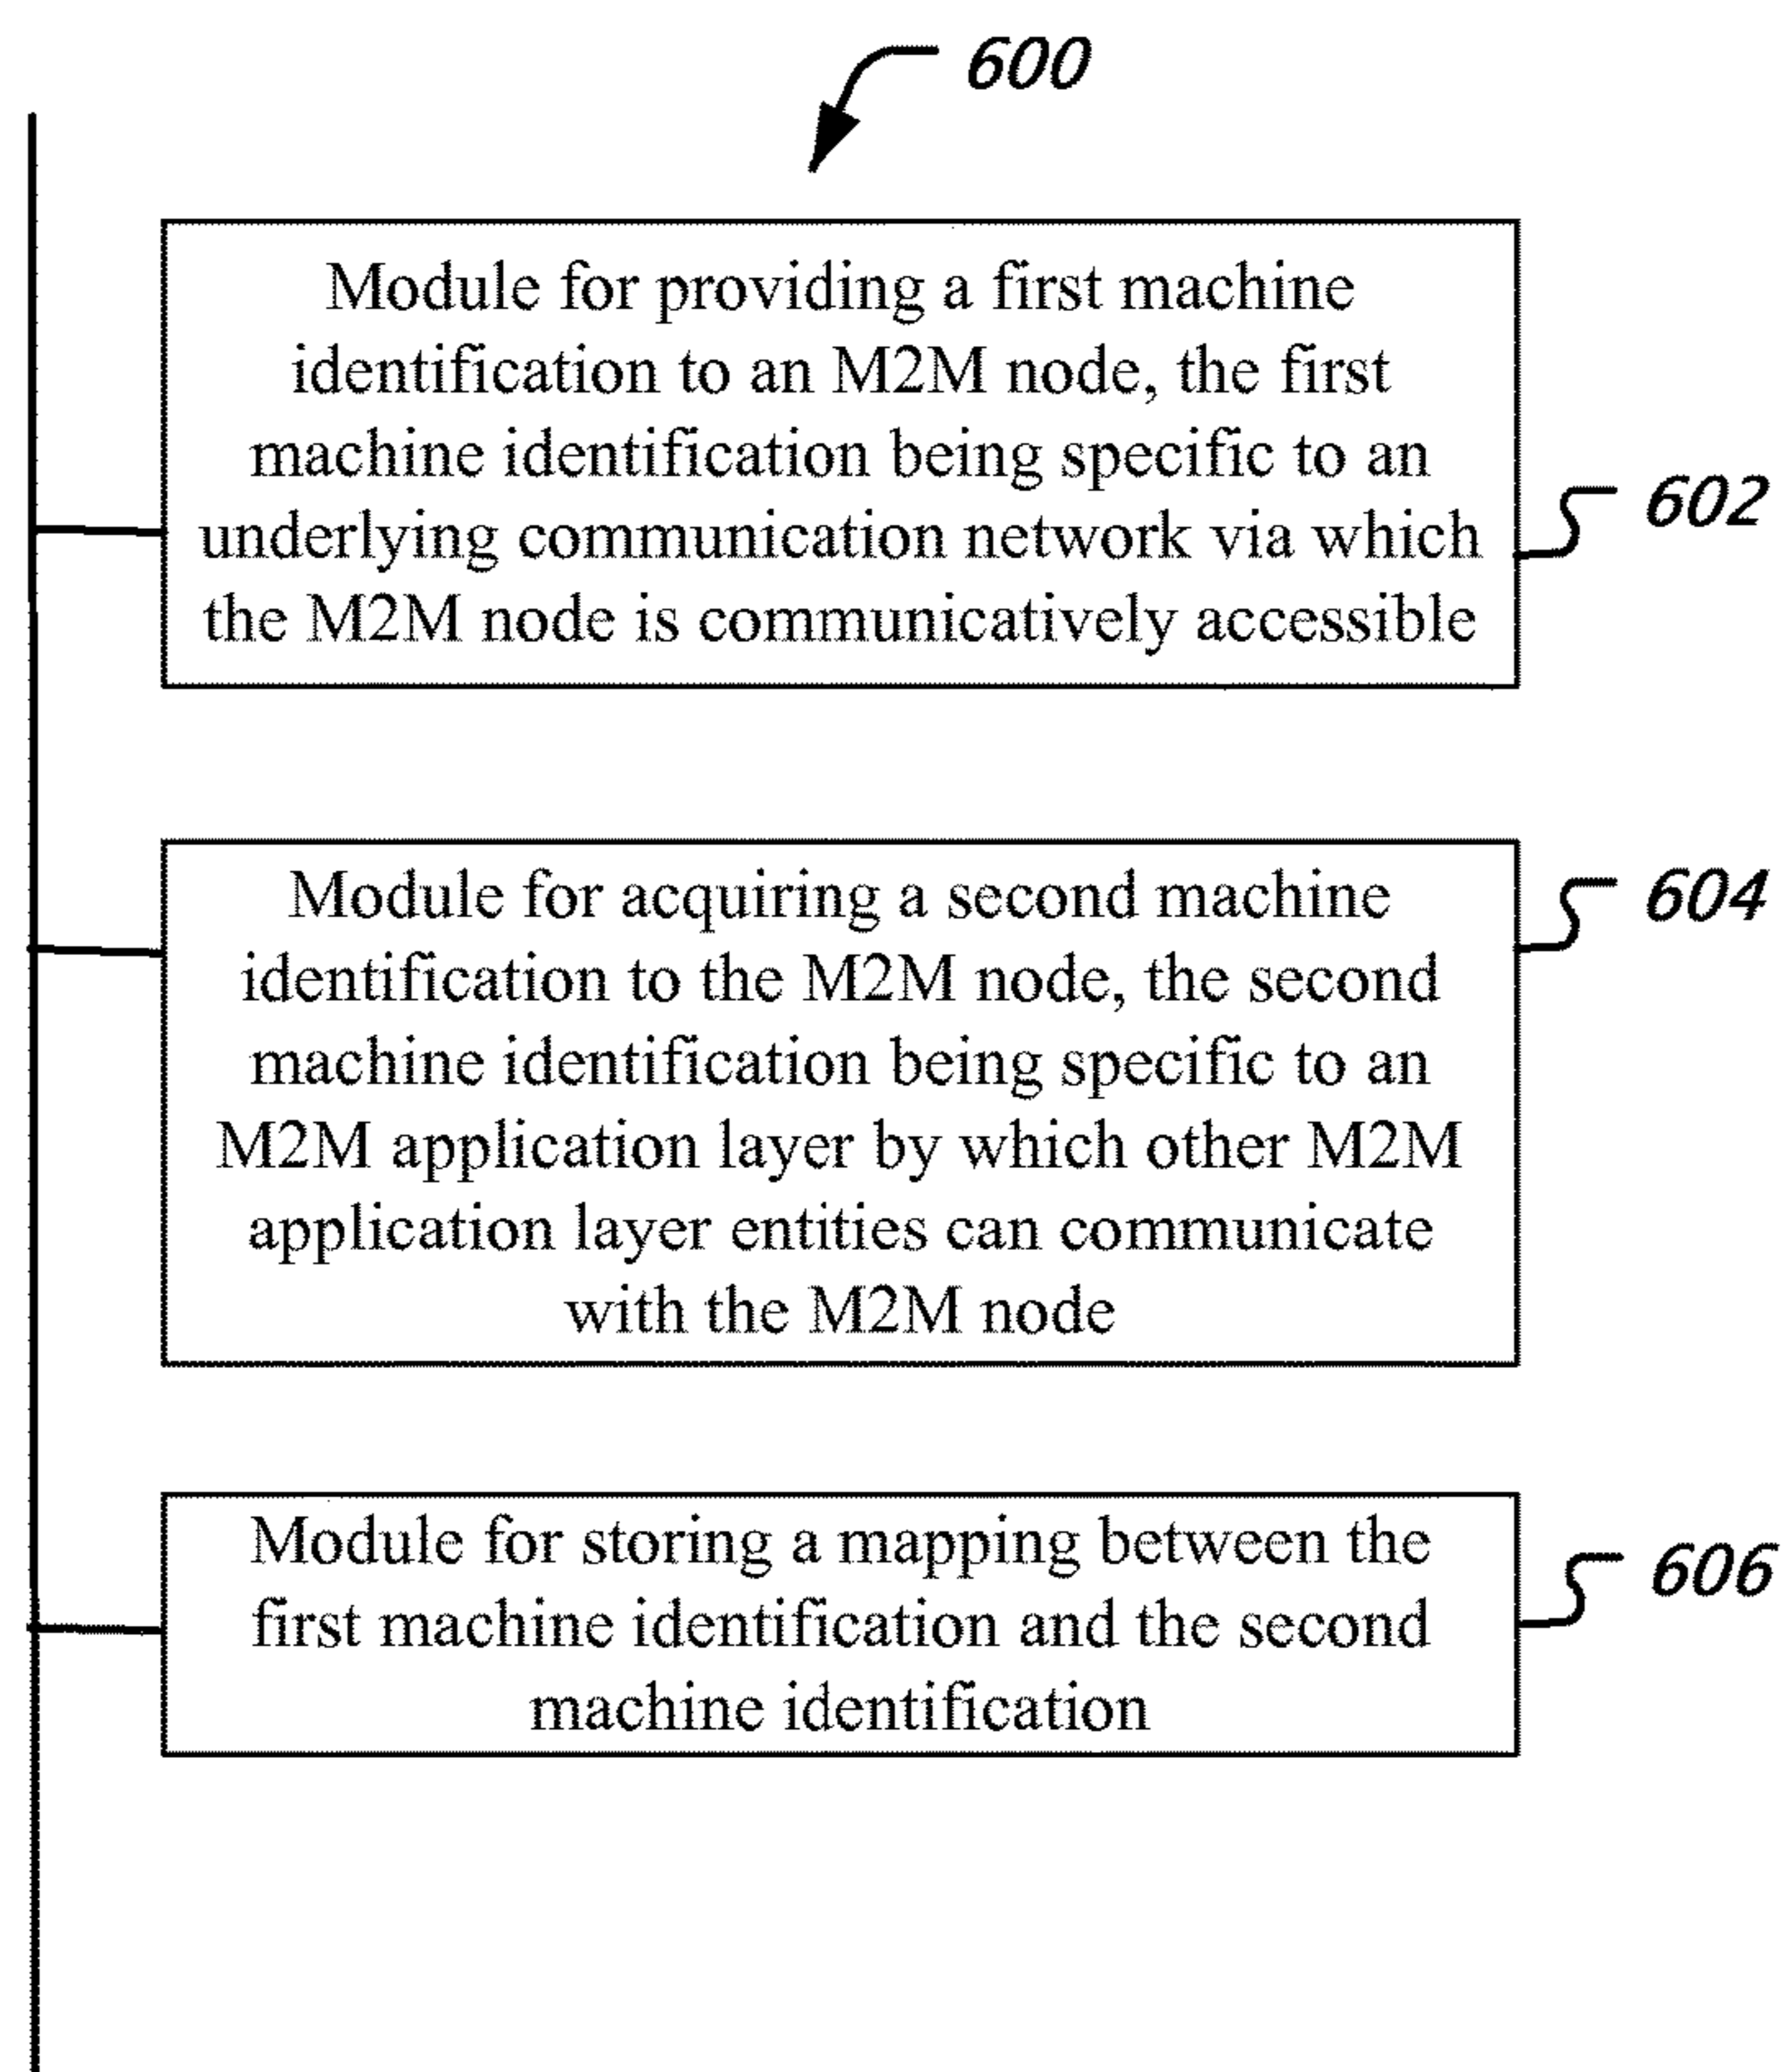 600
Module for providing a first machine
identification to an M2M node, the first
machine identification being specific to an
underlying communication network via which
the M2M node is communicatively accessible
602
Module for acquiring a second machine
identification to the M2M node, the second
machine identification being specific to an
M2M application layer by which other M2M
application layer entities can communicate
with the M2M node
604
Module for storing a mapping between the
first machine identification and the second
machine identification
606